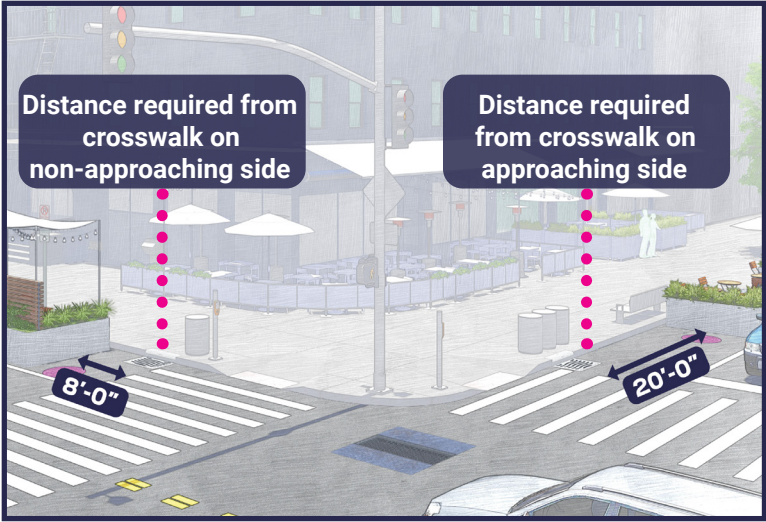 Distance required from
crosswalk on
non-approaching side
Distance required
from crosswalk on
approaching side
8'-0"
20'-0"